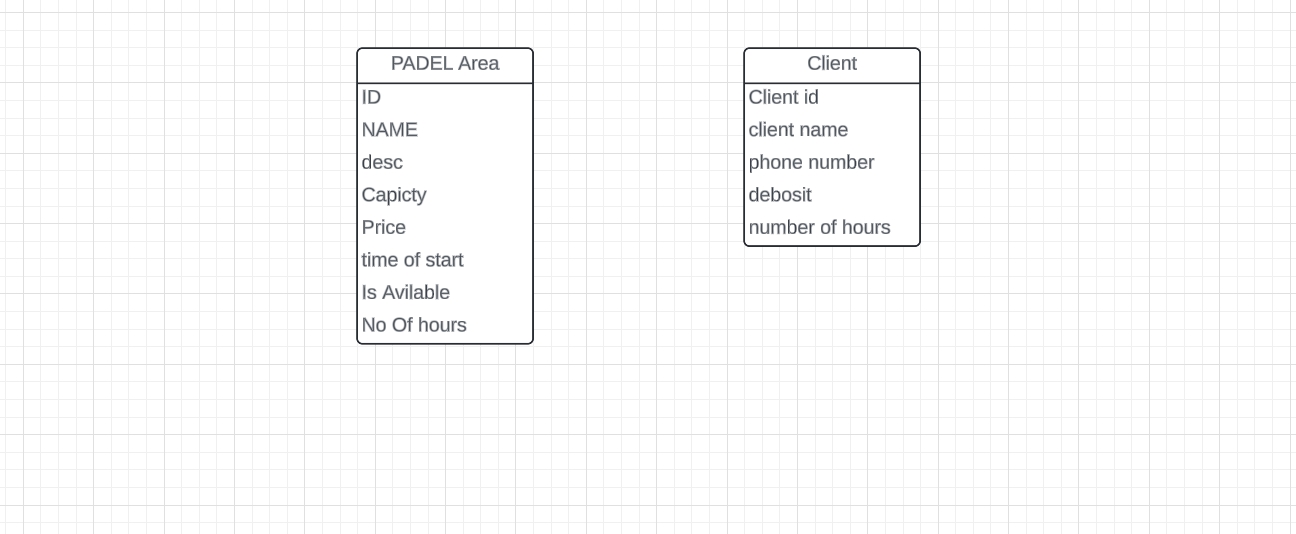 PADEL Area
ID
NAME
desc
Capicty
Price
time of start
Is Avilable
No Of hours
Client
Client id
client name
phone number
debosit
number of hours